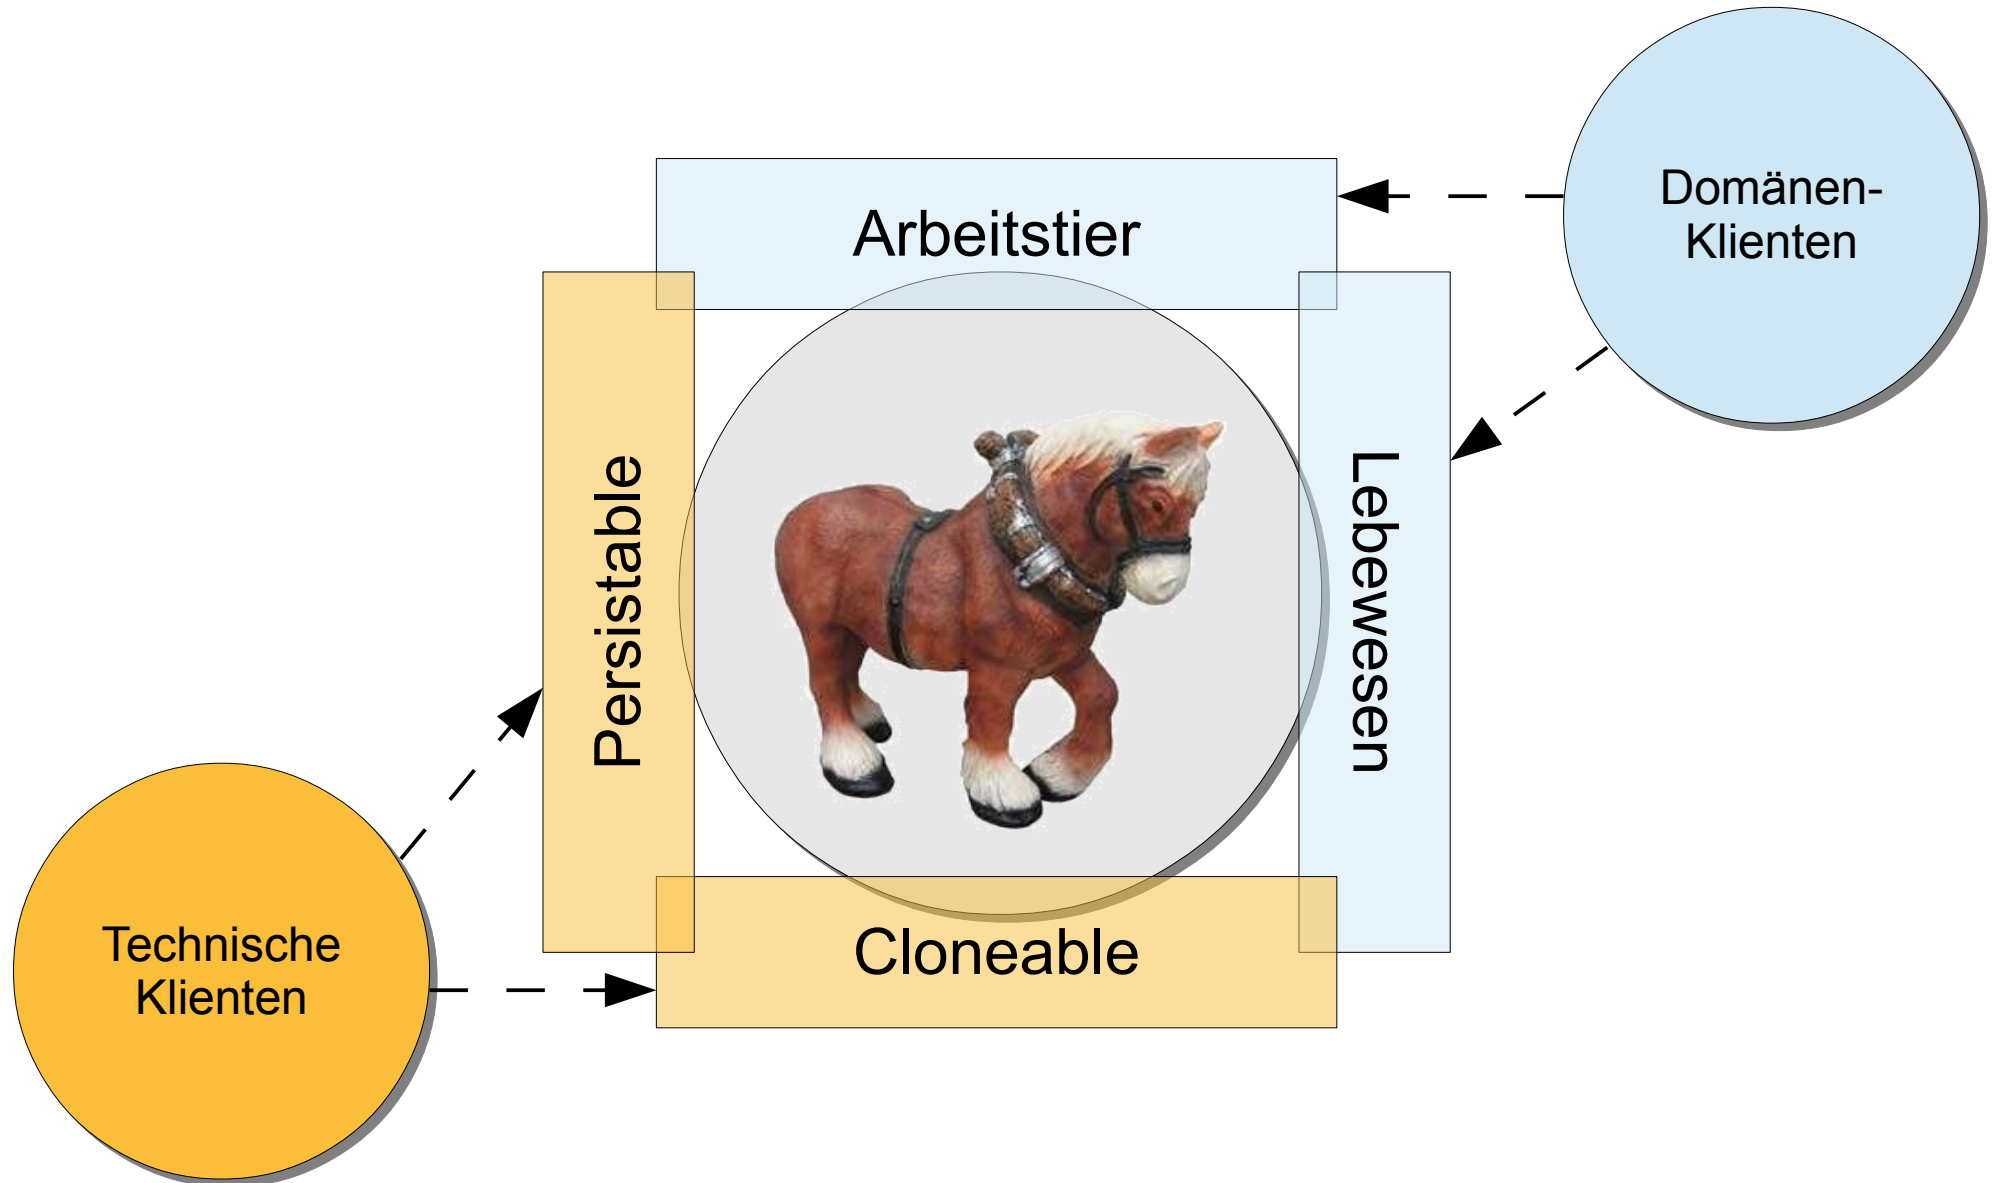 Domänen-
Klienten
Arbeitstier
Persistable
Lebewesen
Cloneable
Technische
Klienten